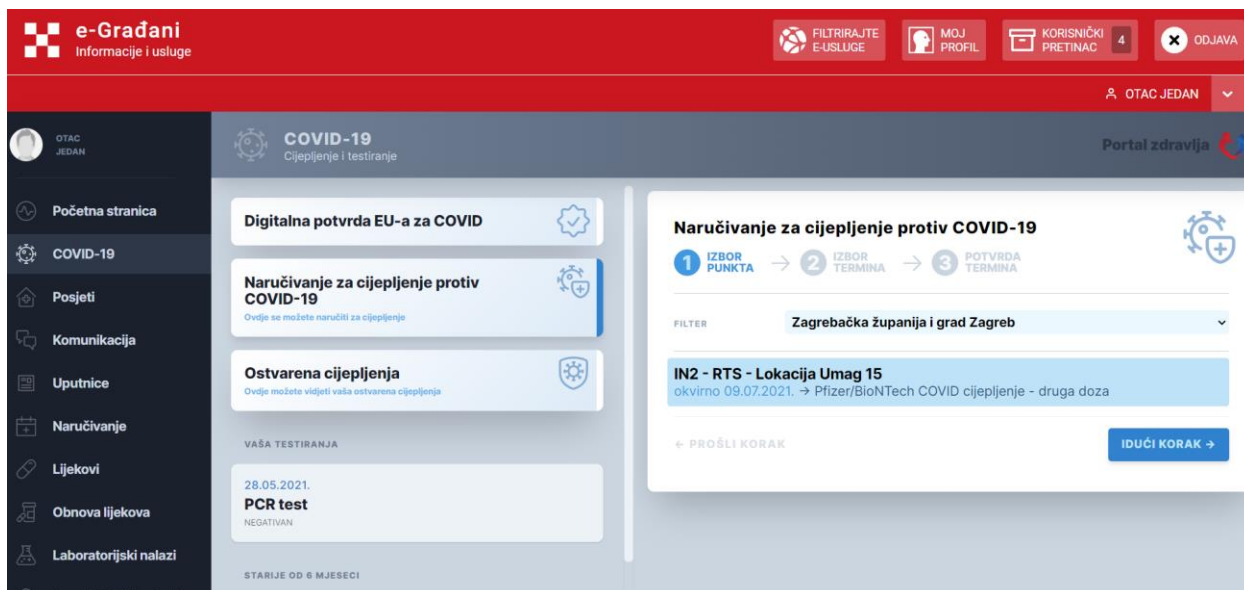 e-Građani
Informacije i usluge
FILTRIRAJTE
E-USLUGE
MOJ
PROFIL
KORISNIČKI
PRETINAC
4
ODJAVA
OTAC JEDAN
OTAC
JEDAN
Početna stranica
COVID-19
Posjeti
Komunikacija
Uputnice
Naručivanje
Lijekovi
Obnova lijekova
Laboratorijski nalazi
COVID-19
Cijepljenje i testiranje
Portal zdravlja
Digitalna potvrda EU-a za COVID
Naručivanje za cijepljenje protiv
COVID-19
Ovdje se možete naručiti za cijepljenje
Ostvarena cijepljenja
Ovdje možete vidjeti vaša ostvarena cijepljenja
VAŠA TESTIRANJA
28.05.2021.
PCR test
NEGATIVAN
STARIJE OD 6 MJESECI
Naručivanje za cijepljenje protiv COVID-19
1 IZBOR
PUNKTA
→ 2 IZBOR
TERMINA
→ 3 POTVRDA
TERMINA
FILTER Zagrebačka županija i grad Zagreb
IN2 - RTS - Lokacija Umag 15
okvirno 09.07.2021. → Pfizer/BioNTech COVID cijepljenje - druga doza
← PROŠLI KORAK
IDUĆI KORAK →